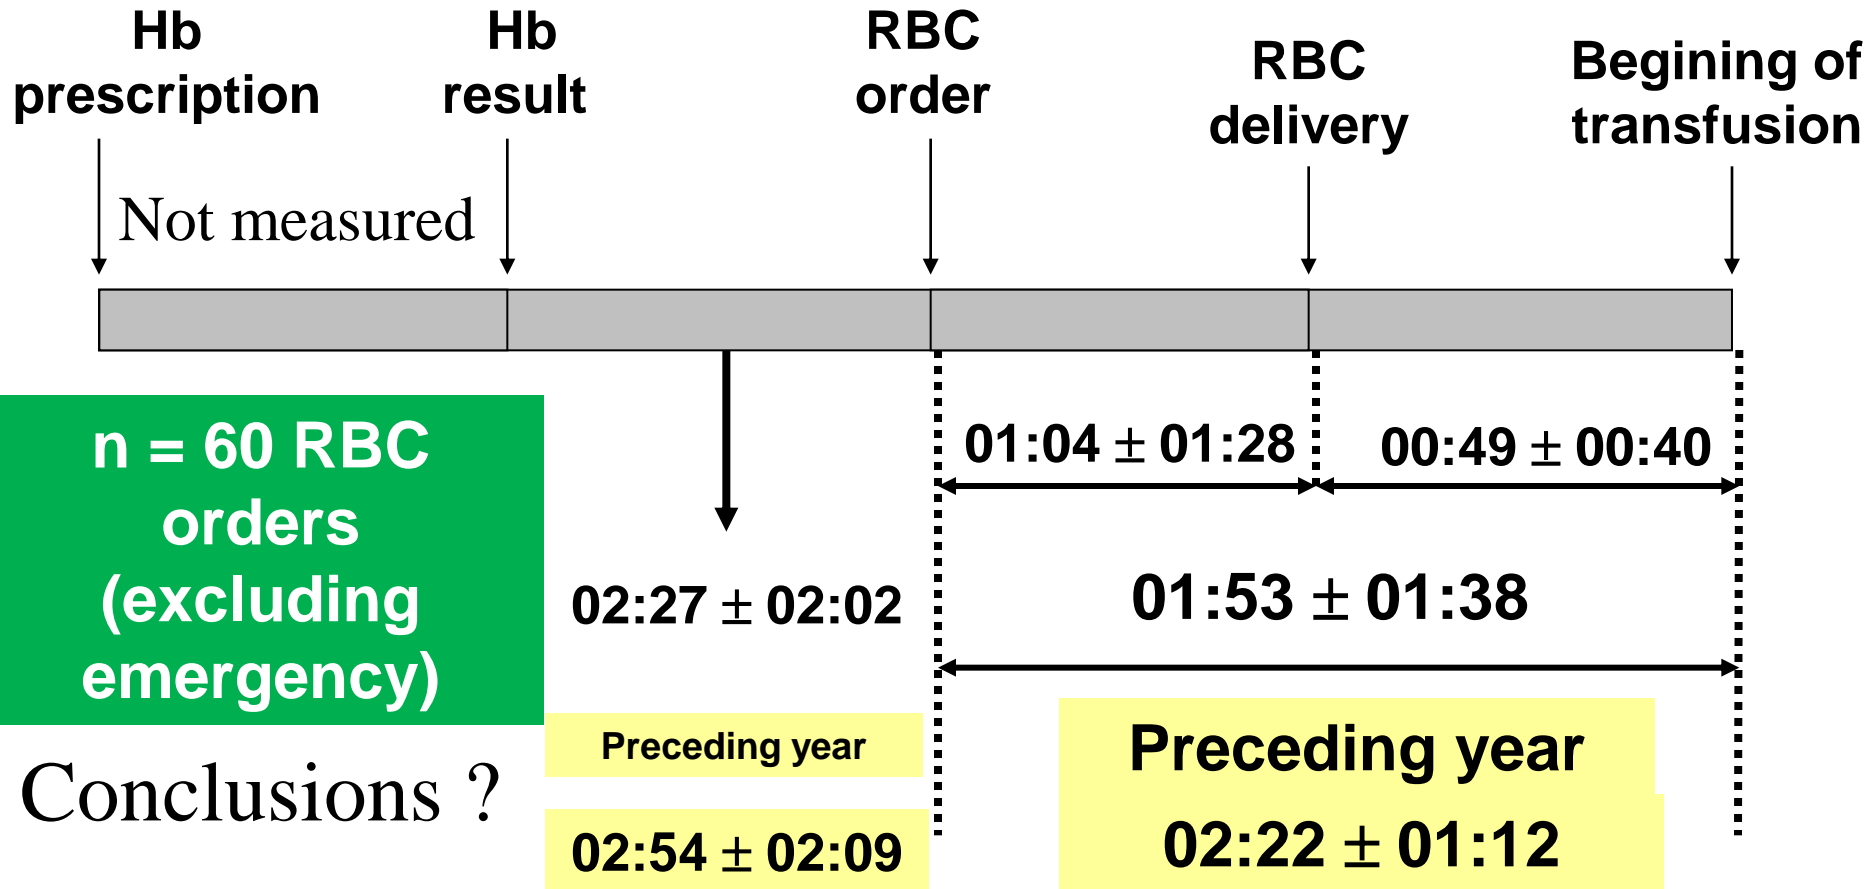 Hb
prescription
Hb
result
RBC
order
RBC
delivery
Begining of
transfusion
Not measured
n = 60 RBC
orders
(excluding
emergency)
01:04 ± 01:28
00:49 ± 00:40
02:27 ± 02:02
01:53 ± 01:38
Preceding year
02:54 ± 02:09
Preceding year
02:22 ± 01:12
Conclusions ?